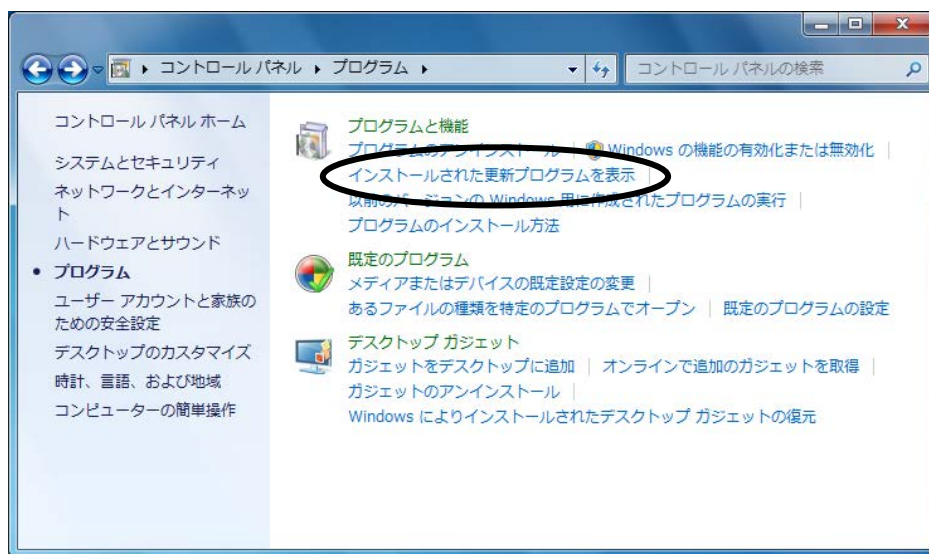 コントロール パネル ▸ プログラム ▸
コントロール パネルの検索
コントロール パネル ホーム
システムとセキュリティ
ネットワークとインターネッ
ト
ハードウェアとサウンド
プログラム
ユーザー アカウントと家族の
ための安全設定
デスクトップのカスタマイズ
時計、言語、および地域
コンピューターの簡単操作
プログラムと機能
プログラムのアンインストール | Windows の機能の有効化または無効化 |
インストールされた更新プログラムを表示 |
以前のバージョンの Windows 用に作成されたプログラムの実行 |
プログラムのインストール方法
既定のプログラム
メディアまたはデバイスの既定設定の変更 |
あるファイルの種類を特定のプログラムでオープン | 既定のプログラムの設定
デスクトップ ガジェット
ガジェットをデスクトップに追加 | オンラインで追加のガジェットを取得 |
ガジェットのアンインストール |
Windows によりインストールされたデスクトップ ガジェットの復元